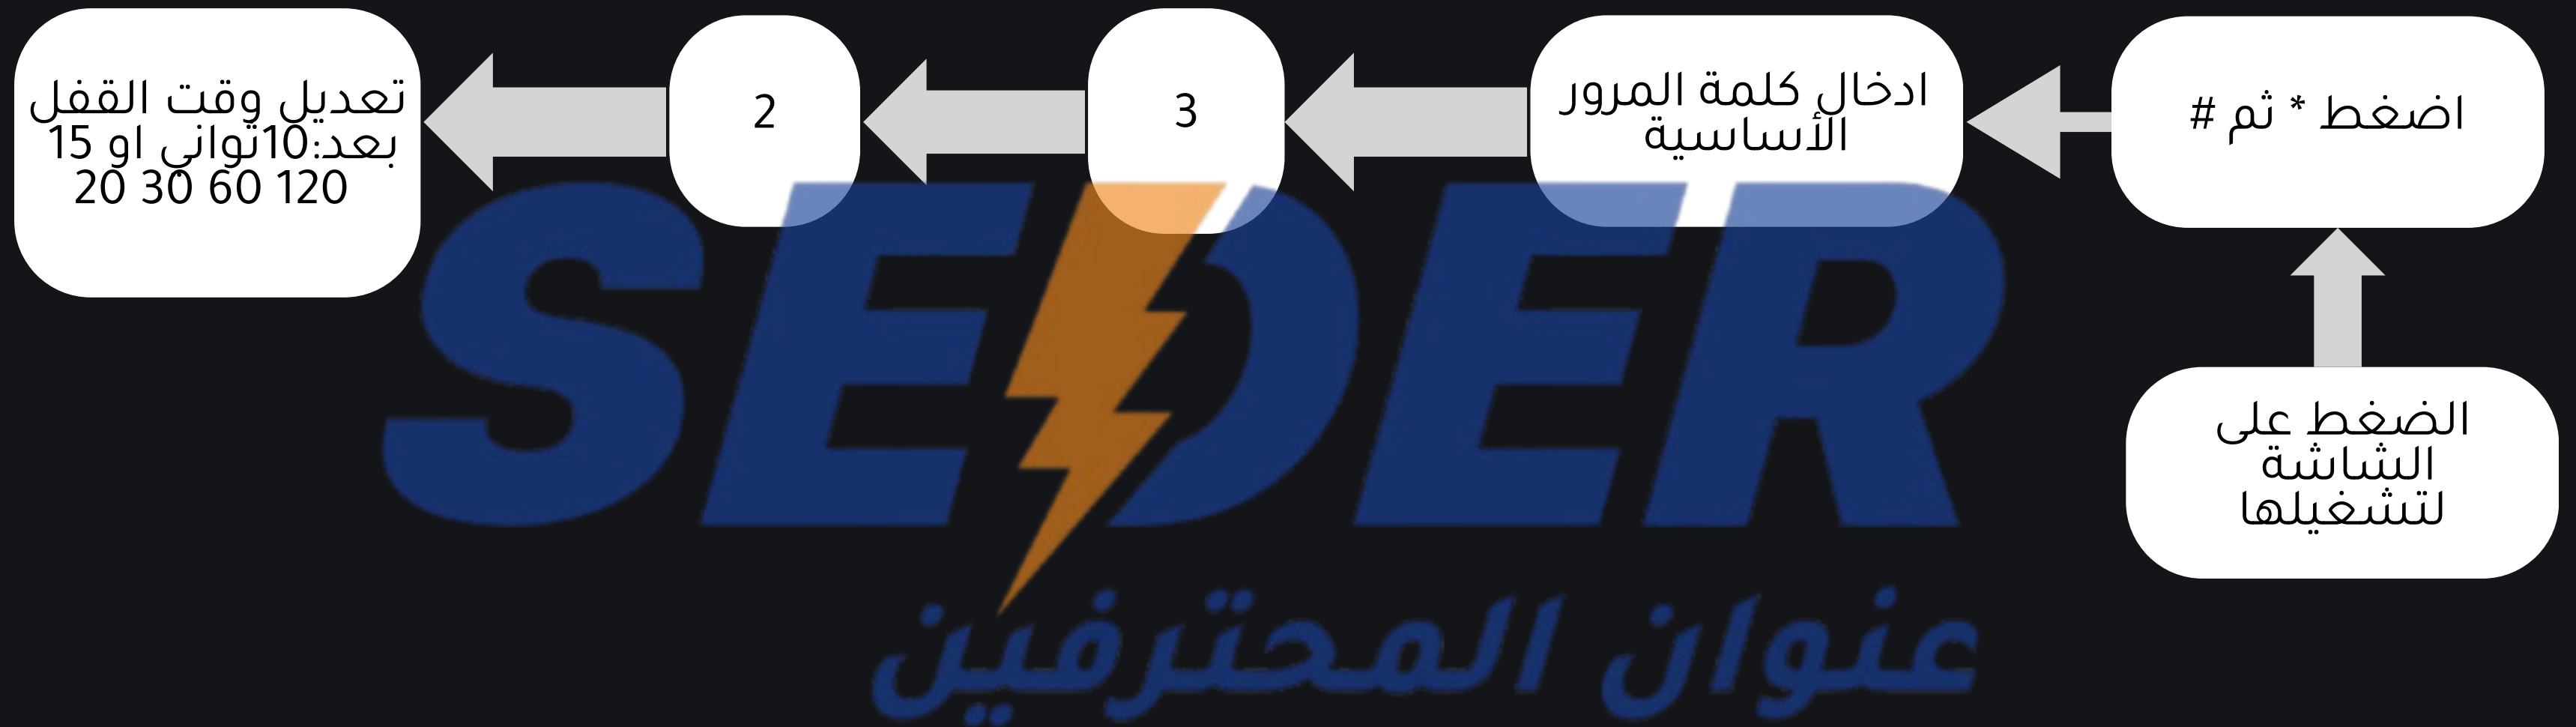 الضغط على
الشاشة
لتشغيلها
اضغط * ثم #
ادخال كلمة المرور
الأساسية
3
2
تعديل وقت القفل
بعد:10ثواني او 15
20 30 60 120
SEDER
عنوان المحترفين